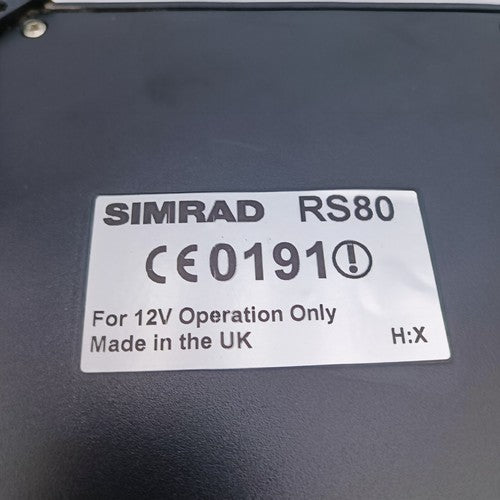 SIMRAD RS80
CE0191!
For 12V Operation Only
Made in the UK H:X